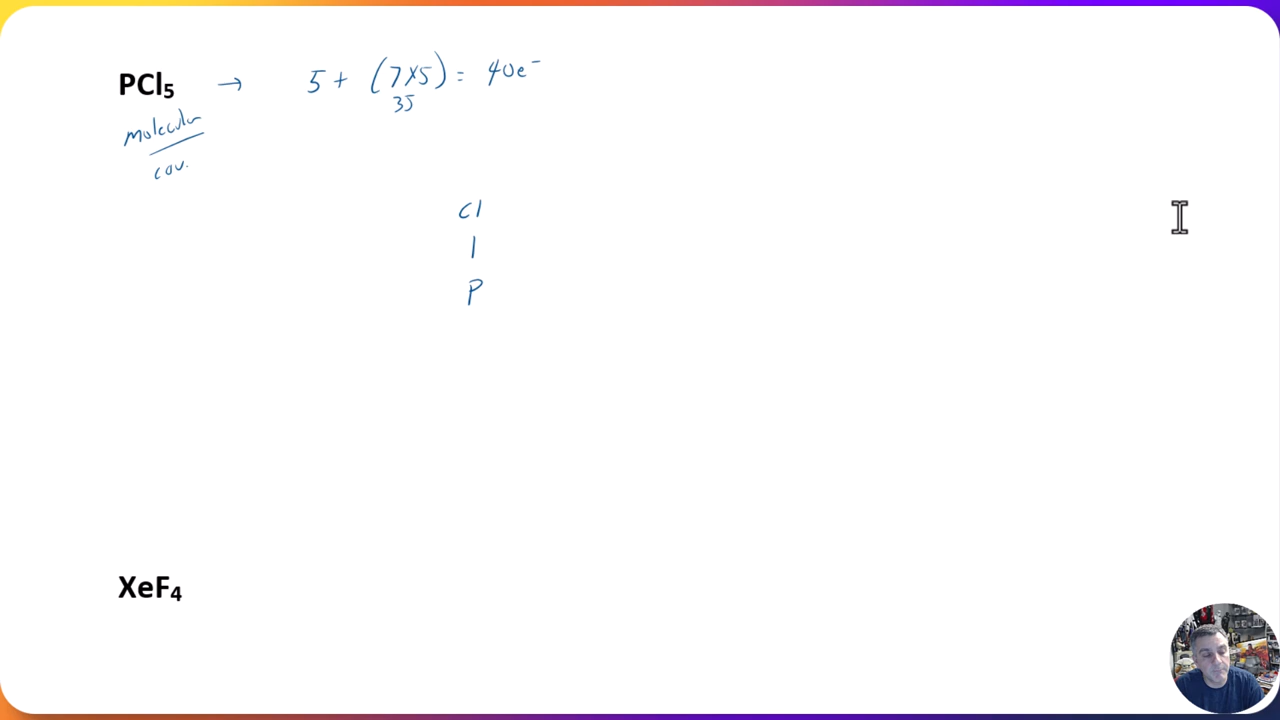 PCl₅ → 5 + (7×5) = 40e⁻
35
molecular
cov.
Cl
|
P
XeF₄